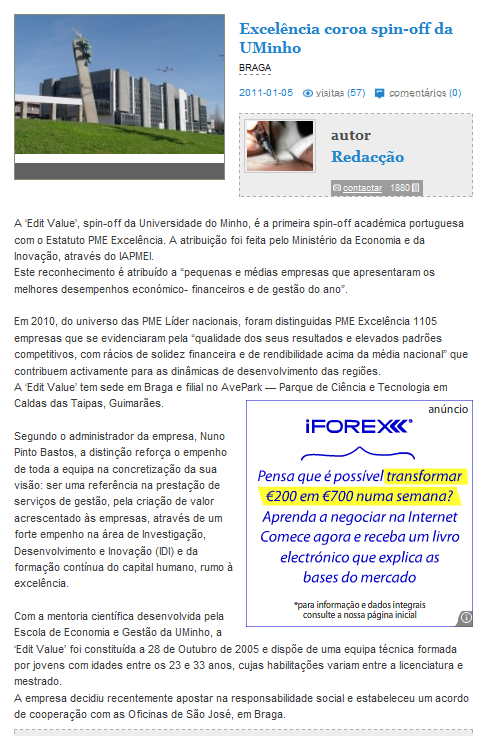 Excelência coroa spin-off da
UMinho
BRAGA
2011-01-05 visitas (57) comentários (0)
autor
Redacção
contactar 1880
A 'Edit Value', spin-off da Universidade do Minho, é a primeira spin-off académica portuguesa
com o Estatuto PME Excelência. A atribuição foi feita pelo Ministério da Economia e da
Inovação, através do IAPMEI.
Este reconhecimento é atribuído a “pequenas e médias empresas que apresentaram os
melhores desempenhos económico- financeiros e de gestão do ano”.
Em 2010, do universo das PME Líder nacionais, foram distinguidas PME Excelência 1105
empresas que se evidenciaram pela “qualidade dos seus resultados e elevados padrões
competitivos, com rácios de solidez financeira e de rendibilidade acima da média nacional” que
contribuem activamente para as dinâmicas de desenvolvimento das regiões.
A 'Edit Value' tem sede em Braga e filial no AvePark — Parque de Ciência e Tecnologia em
Caldas das Taipas, Guimarães.
Segundo o administrador da empresa, Nuno
Pinto Bastos, a distinção reforça o empenho
de toda a equipa na concretização da sua
visão: ser uma referência na prestação de
serviços de gestão, pela criação de valor
acrescentado às empresas, através de um
forte empenho na área de Investigação,
Desenvolvimento e Inovação (IDI) e da
formação contínua do capital humano, rumo à
excelência.
anúncio
iFOREX
Pensa que é possível transformar
€200 em €700 numa semana?
Aprenda a negociar na Internet
Comece agora e receba um livro
electrónico que explica as
bases do mercado
*para informação e dados integrais
consulte a nossa página inicial
Com a mentoria científica desenvolvida pela
Escola de Economia e Gestão da UMinho, a
'Edit Value' foi constituída a 28 de Outubro de 2005 e dispõe de uma equipa técnica formada
por jovens com idades entre os 23 e 33 anos, cujas habilitações variam entre a licenciatura e
mestrado.
A empresa decidiu recentemente apostar na responsabilidade social e estabeleceu um acordo
de cooperação com as Oficinas de São José, em Braga.